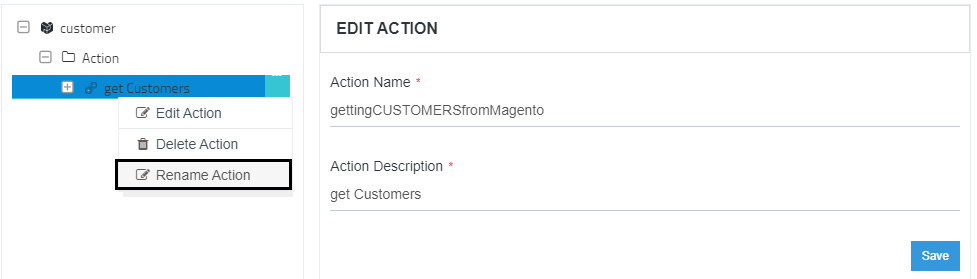 customer
Action
get Customers
Edit Action
Delete Action
Rename Action
EDIT ACTION
Action Name *
gettingCUSTOMERSfromMagento
Action Description *
get Customers
Save